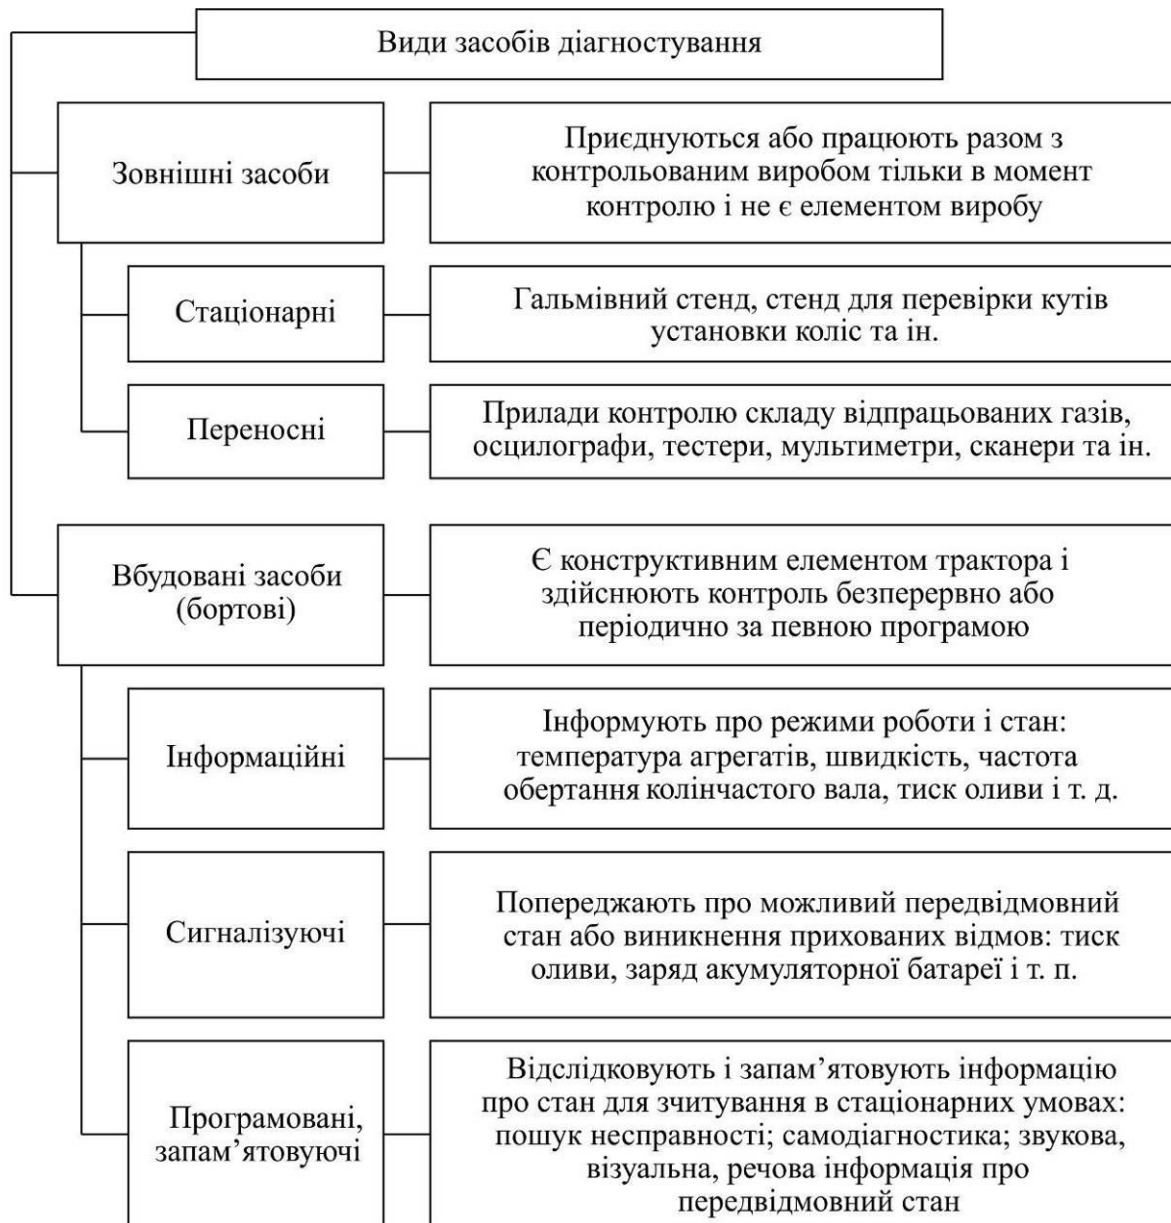 Види засобів діагностування
Зовнішні засоби
Приєднуються або працюють разом з
контрольованим виробом тільки в момент
контролю і не є елементом виробу
Стаціонарні
Гальмівний стенд, стенд для перевірки кутів
установки коліс та ін.
Переносні
Прилади контролю складу відпрацьованих газів,
осцилографи, тестери, мультиметри, сканери та ін.
Вбудовані засоби
(бортові)
Є конструктивним елементом трактора і
здійснюють контроль безперервно або
періодично за певною програмою
Інформаційні
Інформують про режими роботи і стан:
температура агрегатів, швидкість, частота
обертання колінчастого вала, тиск оливи і т. д.
Сигналізуючі
Попереджають про можливий передвідмовний
стан або виникнення прихованих відмов: тиск
оливи, заряд акумуляторної батареї і т. п.
Програмовані,
запам’ятовуючі
Відслідковують і запам’ятовують інформацію
про стан для зчитування в стаціонарних умовах:
пошук несправності; самодіагностика; звукова,
візуальна, речова інформація про
передвідмовний стан